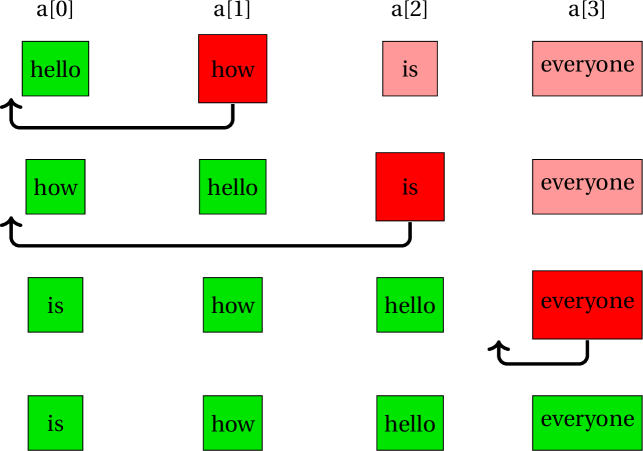 a[0] a[1] a[2] a[3]
hello how is everyone
how hello is everyone
is how hello everyone
is how hello everyone